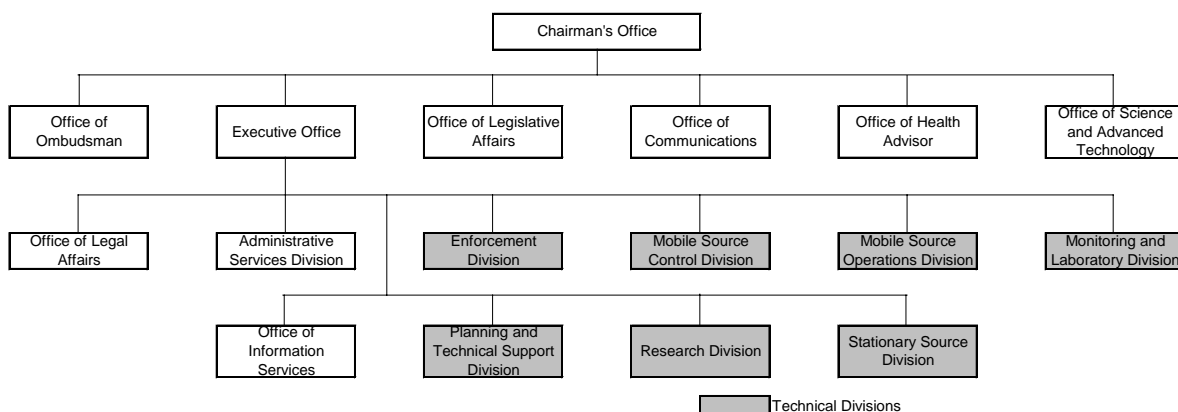 Chairman's Office
Office of
Ombudsman
Executive Office
Office of Legislative
Affairs
Office of
Communications
Office of Health
Advisor
Office of Science
and Advanced
Technology
Office of Legal
Affairs
Administrative
Services Division
Enforcement
Division
Mobile Source
Control Division
Mobile Source
Operations Division
Monitoring and
Laboratory Division
Office of
Information
Services
Planning and
Technical Support
Division
Research Division
Stationary Source
Division
Technical Divisions